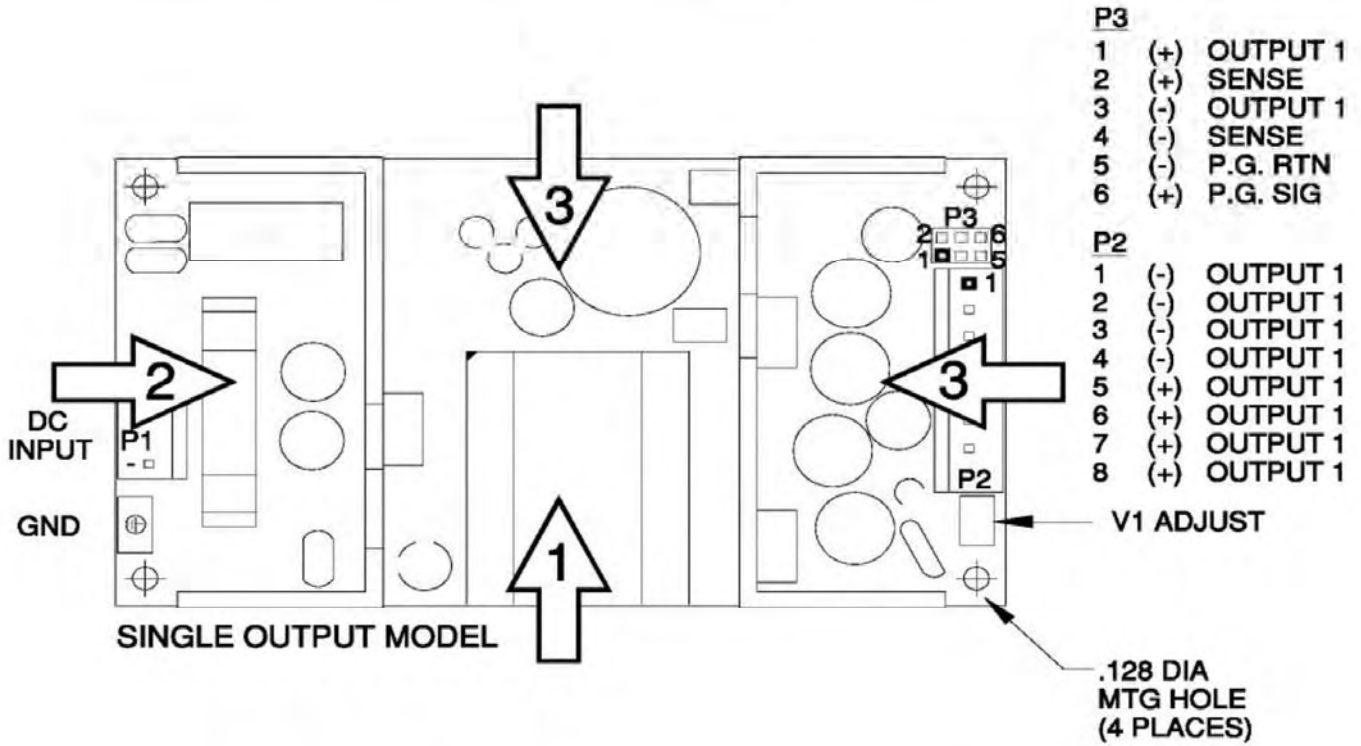 P3
1 (+) OUTPUT 1
2 (+) SENSE
3 (-) OUTPUT 1
4 (-) SENSE
5 (-) P.G. RTN
6 (+) P.G. SIG
P2
1 (-) OUTPUT 1
2 (-) OUTPUT 1
3 (-) OUTPUT 1
4 (-) OUTPUT 1
5 (+) OUTPUT 1
6 (+) OUTPUT 1
7 (+) OUTPUT 1
8 (+) OUTPUT 1
3
P3
2 6
1 5
1
2
3
DC
INPUT
P1
-
P2
GND
V1 ADJUST
1
SINGLE OUTPUT MODEL
.128 DIA
MTG HOLE
(4 PLACES)